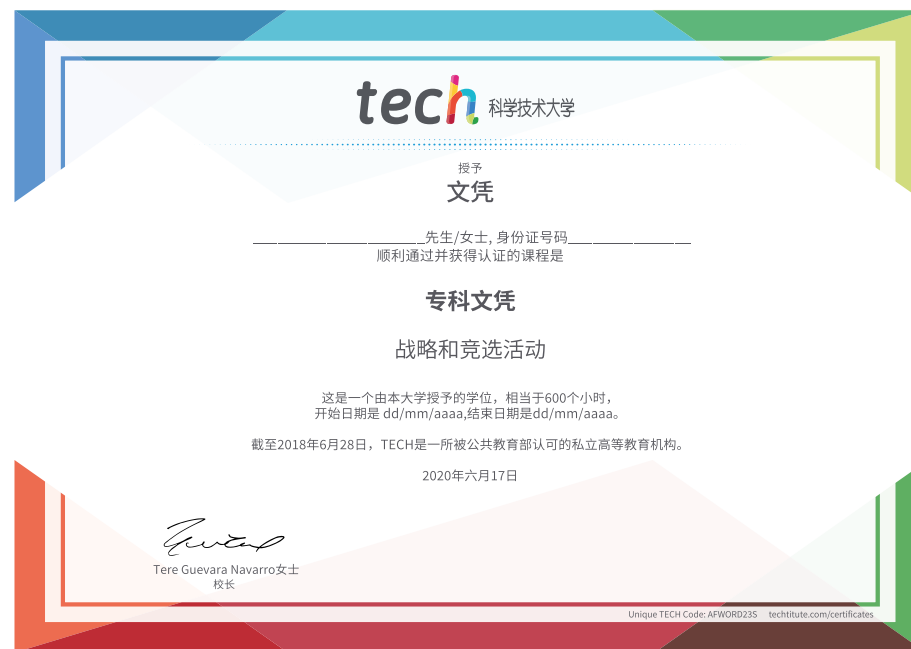 tech 科学技术大学
授予
文凭
______________________先生/女士, 身份证号码_______________
顺利通过并获得认证的课程是
专科文凭
战略和竞选活动
这是一个由本大学授予的学位，相当于600个小时，
开始日期是 dd/mm/aaaa,结束日期是dd/mm/aaaa。
截至2018年6月28日，TECH是一所被公共教育部认可的私立高等教育机构。
2020年六月17日
Tere Guevara Navarro女士
校长
Unique TECH Code: AFWORD23S techtitute.com/certificates